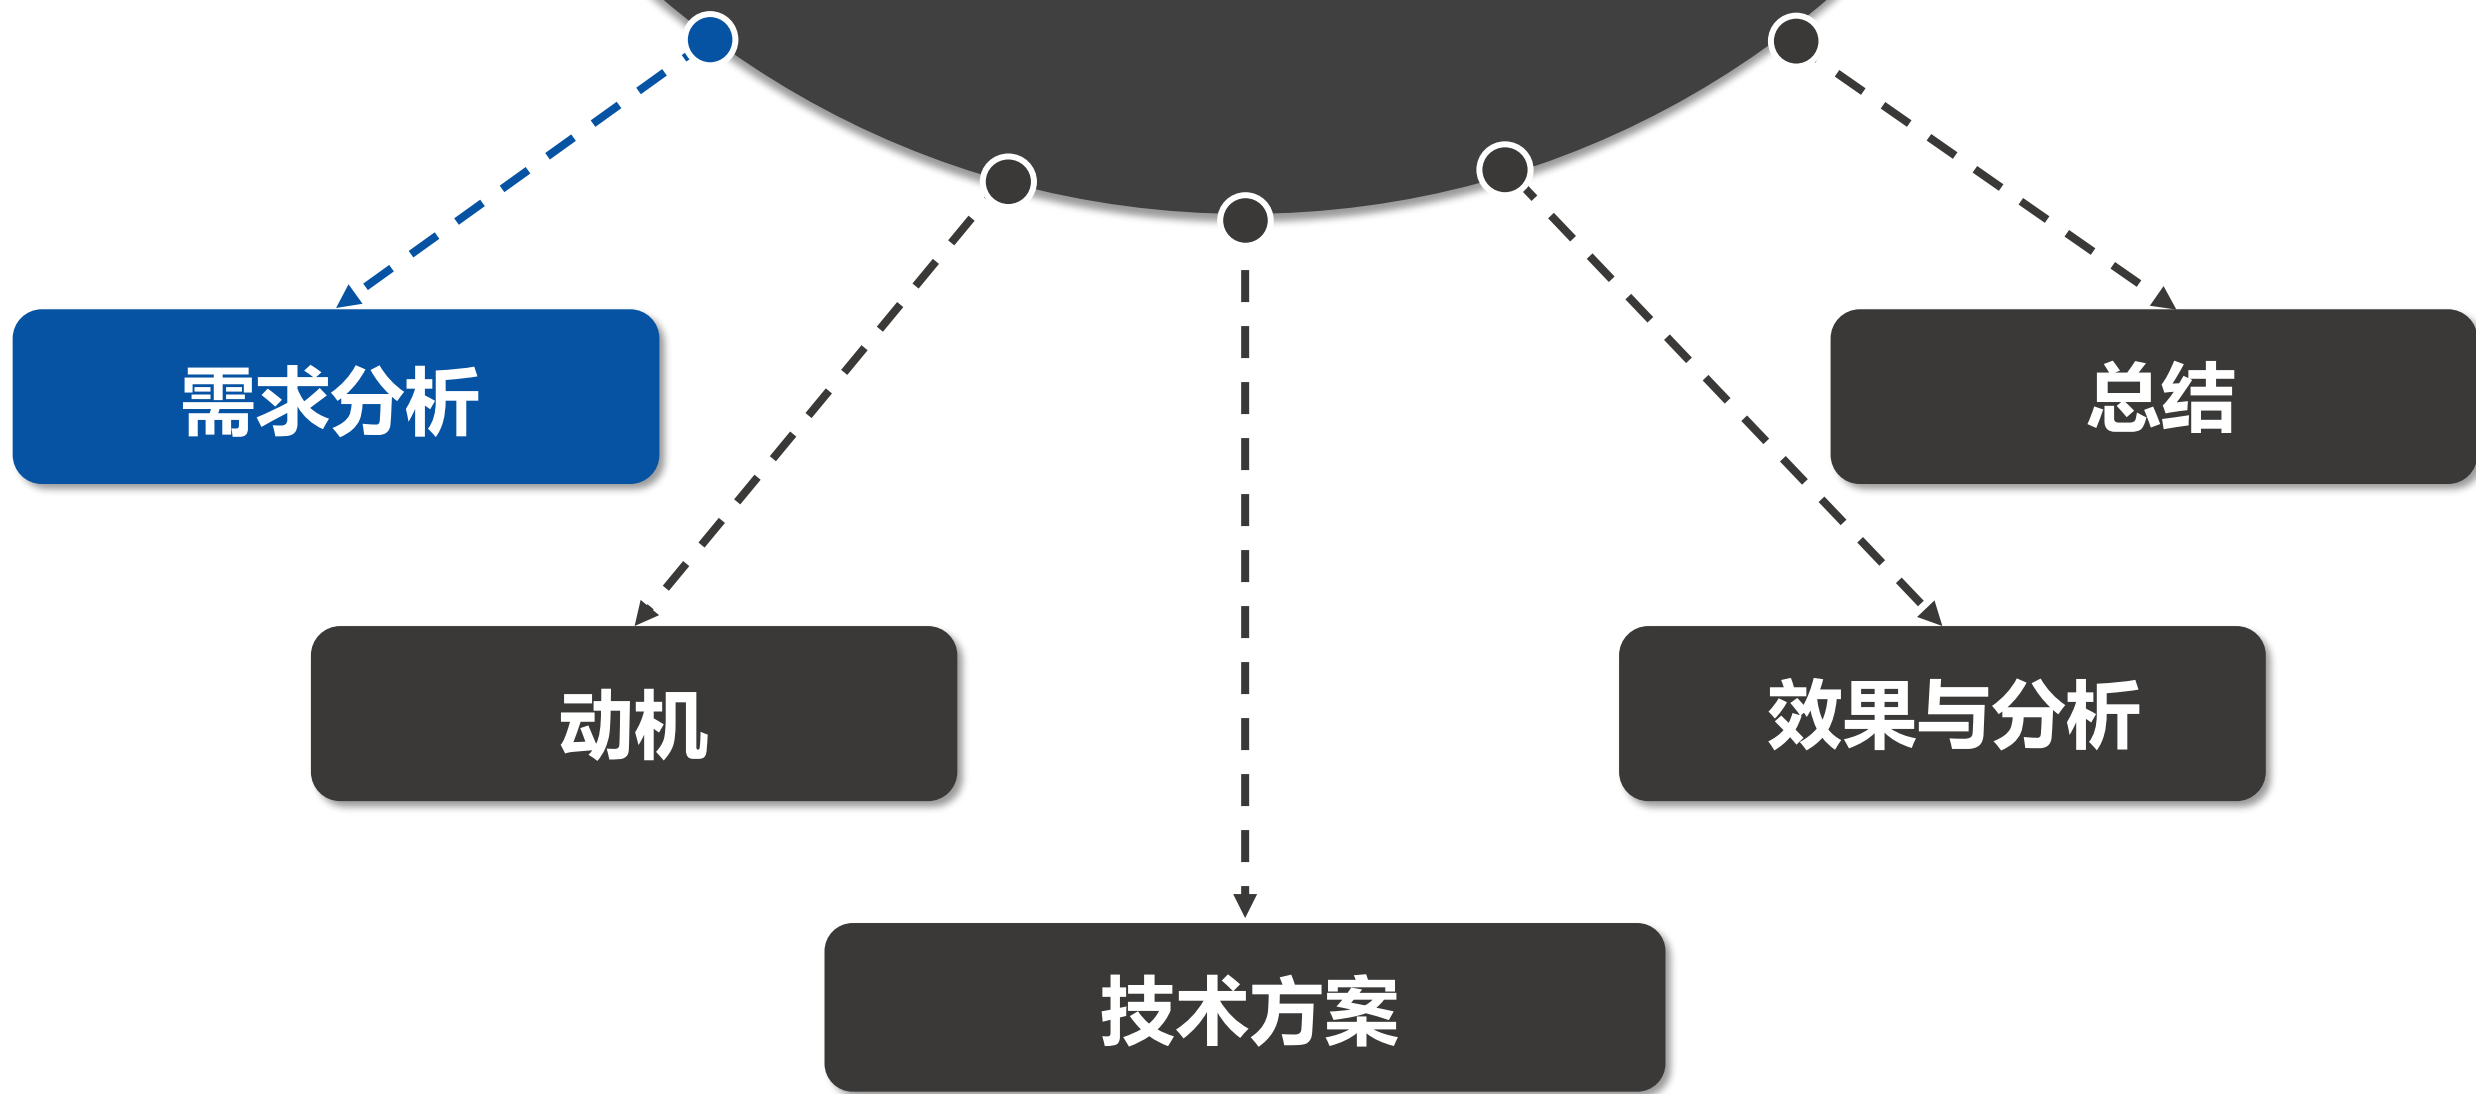 需求分析
总结
动机
效果与分析
技术方案